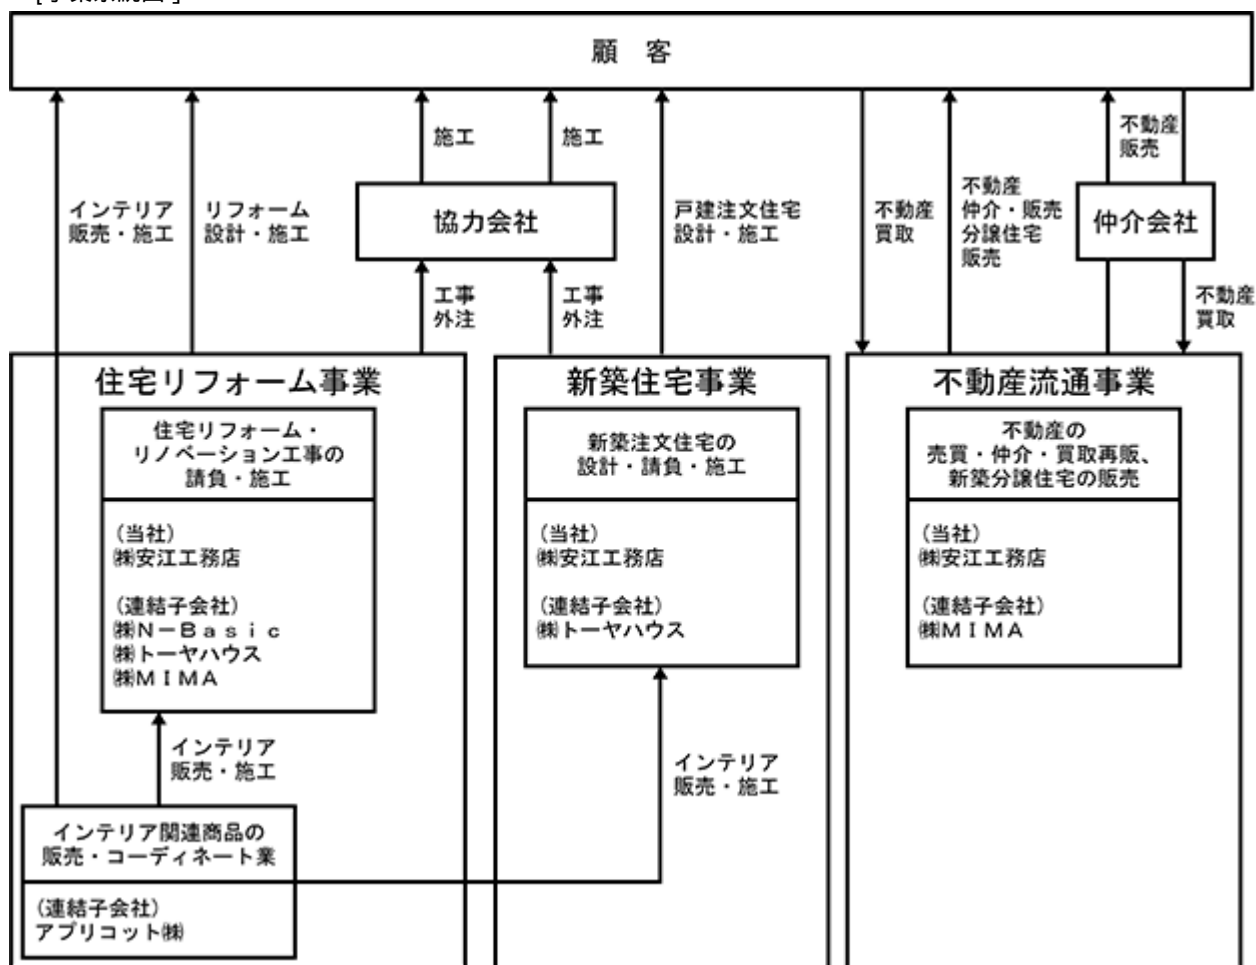 [事業系統図]
顧　客
施工
施工
不動産
販売
インテリア
販売・施工
リフォーム
設計・施工
協力会社
戸建注文住宅
設計・施工
不動産
買取
不動産
仲介・販売
分譲住宅
販売
仲介会社
工事
外注
工事
外注
不動産
買取
住宅リフォーム事業
住宅リフォーム・
リノベーション工事の
請負・施工
(当社)
㈱安江工務店
(連結子会社)
㈱Ｎ－Ｂａｓｉｃ
㈱トーヤハウス
㈱ＭＩＭＡ
インテリア
販売・施工
インテリア関連商品の
販売・コーディネート業
(連結子会社)
アプリコット㈱
新築住宅事業
新築注文住宅の
設計・請負・施工
(当社)
㈱安江工務店
(連結子会社)
㈱トーヤハウス
インテリア
販売・施工
不動産流通事業
不動産の
売買・仲介・買取再販、
新築分譲住宅の販売
(当社)
㈱安江工務店
(連結子会社)
㈱ＭＩＭＡ